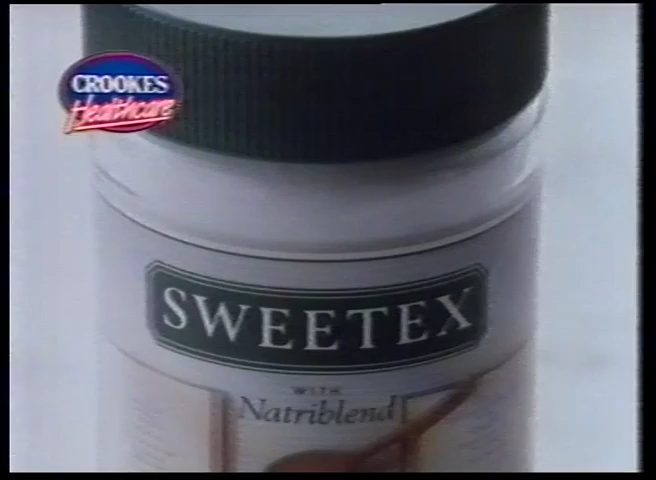 CROOKES
Healthcare
SWEETEX
WITH
Natriblend